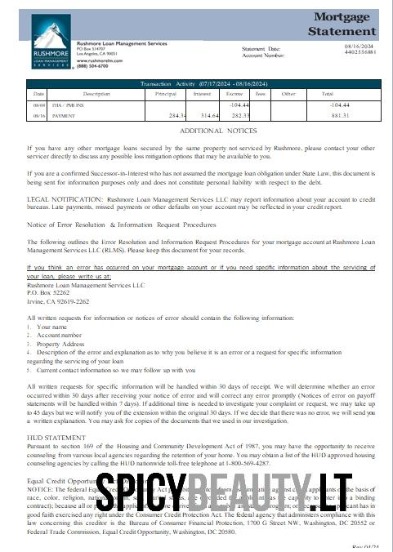 Mortgage
Statement
RUSHMORE
LOAN MANAGEMENT
SERVICES
Rushmore Loan Management Services
PO Box 514707
Los Angeles, CA 90051
www.rushmorelm.com
(888) 504-6700
Statement Date: 08/16/2024
Account Number:
Transaction Activity (07/17/2024 - 08/16/2024)
Date Description Principal Interest Escrow Fees Other Total
-104.44 -104.44
08/16 PAYMENT 284.34 314.64 282.33 881.31
ADDITIONAL NOTICES
If you have any other mortgage loans secured by the same property not serviced by Rushmore, please contact your other
servicer directly to discuss any possible loss mitigation options that may be available to you.
If you are a confirmed Successor-in-Interest who has not assumed the mortgage loan obligation under State Law, this document is
being sent for information purposes only and does not constitute personal liability with respect to the debt.
LEGAL NOTIFICATION: Rushmore Loan Management Services LLC may report information about your account to credit
bureaus. Late payments, missed payments or other defaults on your account may be reflected in your credit report.
Notice of Error Resolution & Information Request Procedures
The following outlines the Error Resolution and Information Request Procedures for your mortgage account at Rushmore Loan
Management Services LLC (RLMS). Please keep this document for your records.
If you think an error has occurred on your mortgage account or if you need specific information about the servicing of
your loan, please write us at:
Rushmore Loan Management Services LLC
P.O. Box 52262
Irvine, CA 92619-2262
All written requests for information or notices of error should contain the following information:
1. Your name
2. Account number
3. Property Address
4. Description of the error and explanation as to why you believe it is an error or a request for specific information
regarding the servicing of your loan
5. Current contact information so we may follow up with you
All written requests for specific information will be handled within 30 days of receipt. We will determine whether an error
occurred within 30 days after receiving your notice of error and will correct any error promptly (Notices of error on payoff
statements will be handled within 7 days). If additional time is needed to investigate your complaint or request, we may take up
to 45 days but we will notify you of the extension within the original 30 days. If we decide that there was no error, we will send you
a written explanation. You may ask for copies of the documents that we used in our investigation.
HUD STATEMENT
Pursuant to section 169 of the Housing and Community Development Act of 1987, you may have the opportunity to receive
counseling from various local agencies regarding the retention of your home. You may obtain a list of the HUD approved housing
counseling agencies by calling the HUD nationwide toll-free telephone at 1-800-569-4287.
Equal Credit
NOTICE: The federal Equal
race, color, religion,
contract); because all or
good faith exercised any right under the Consumer Credit Protection Act. The federal agency that administers compliance with this
law concerning this creditor is the Bureau of Consumer Financial Protection, 1700 G Street NW, Washington, DC 20552 or
Federal Trade Commission, Equal Credit Opportunity, Washington, DC 20580.
SPICYBEAUTY.LT